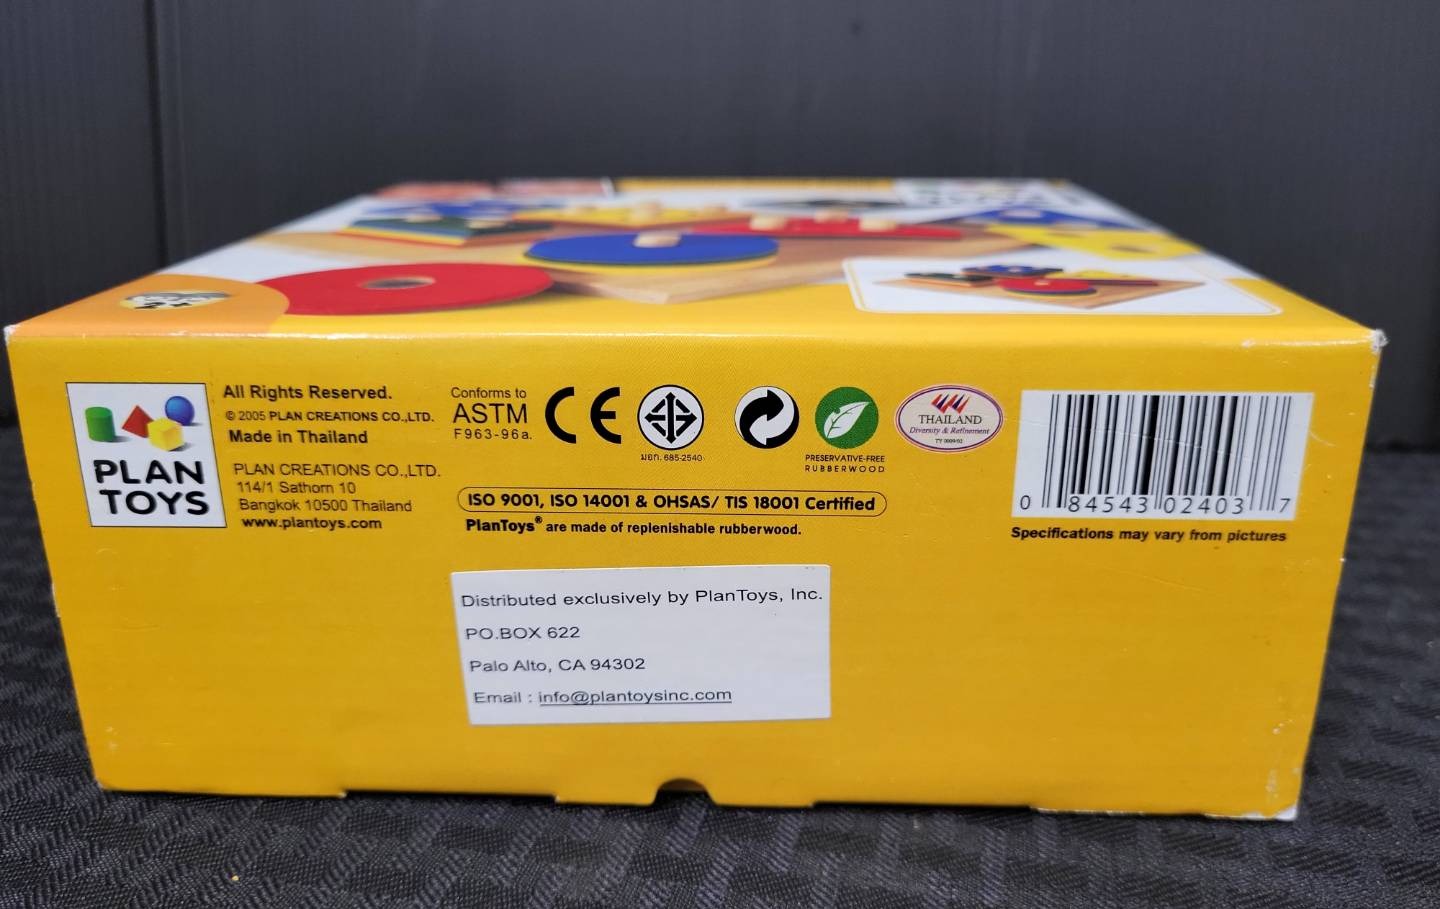 PLAN
TOYS
All Rights Reserved.
© 2005 PLAN CREATIONS CO.,LTD.
Made in Thailand
PLAN CREATIONS CO.,LTD.
114/1 Sathorn 10
Bangkok 10500 Thailand
www.plantoys.com
Conforms to
ASTM
F963-96a.
CE
มอก. 685-2540
PRESERVATIVE-FREE
RUBBERWOOD
THAILAND
Diversity & Refinement
ISO 9001, ISO 14001 & OHSAS/ TIS 18001 Certified
PlanToys® are made of replenishable rubberwood.
0 84543 02403 7
Specifications may vary from pictures
Distributed exclusively by PlanToys, Inc.
PO.BOX 622
Palo Alto, CA 94302
Email : info@plantoysinc.com